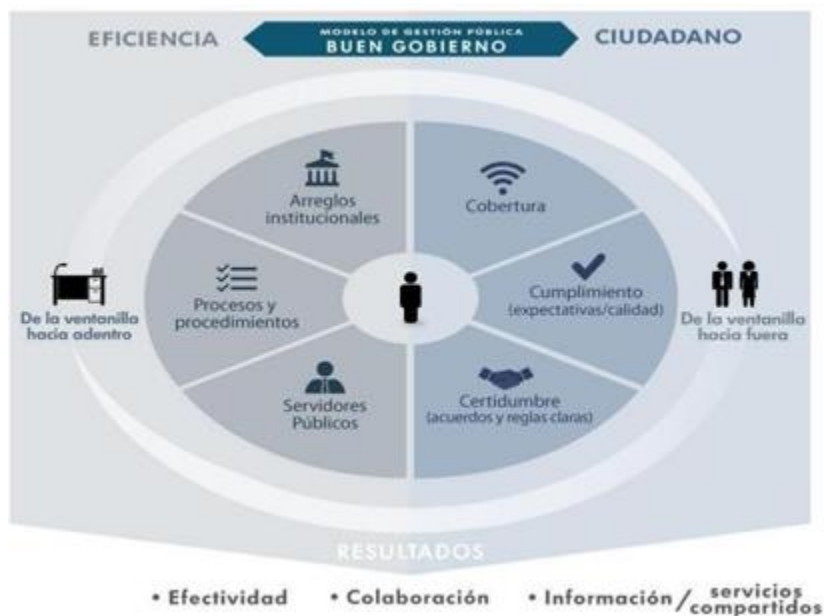 EFICIENCIA
MODELO DE GESTIÓN PÚBLICA
BUEN GOBIERNO
CIUDADANO
Arreglos
institucionales
Cobertura
Procesos y
procedimientos
Cumplimiento
(expectativas/calidad)
De la ventanilla
hacia adentro
De la ventanilla
hacia fuera
Servidores
Públicos
Certidumbre
(acuerdos y reglas claras)
RESULTADOS
• Efectividad • Colaboración • Información / servicios
compartidos